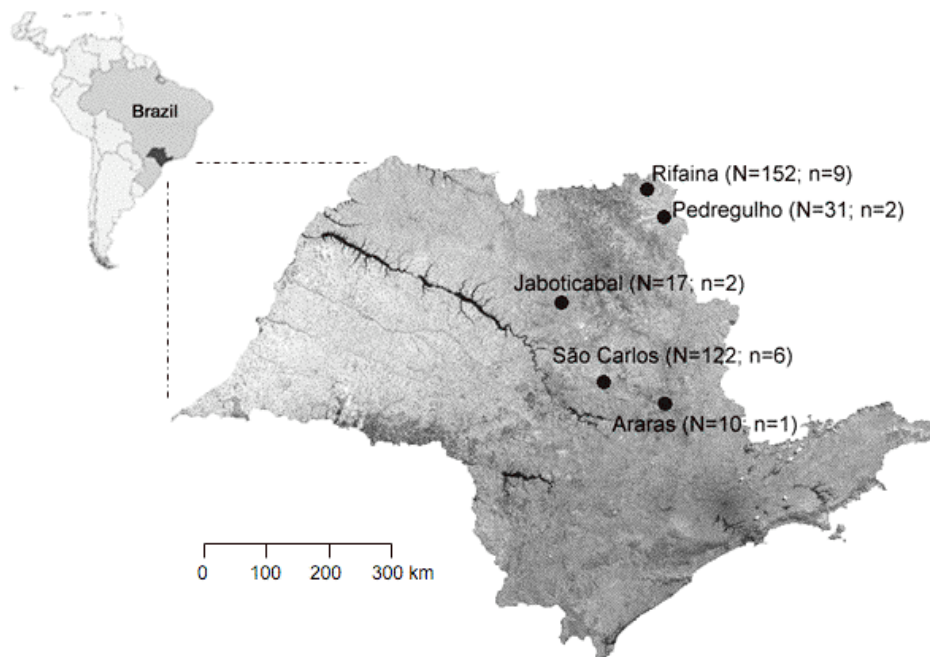 Brazil
Rifaina (N=152; n=9)
Pedregulho (N=31; n=2)
Jaboticabal (N=17; n=2)
São Carlos (N=122; n=6)
Araras (N=10; n=1)
0 100 200 300 km